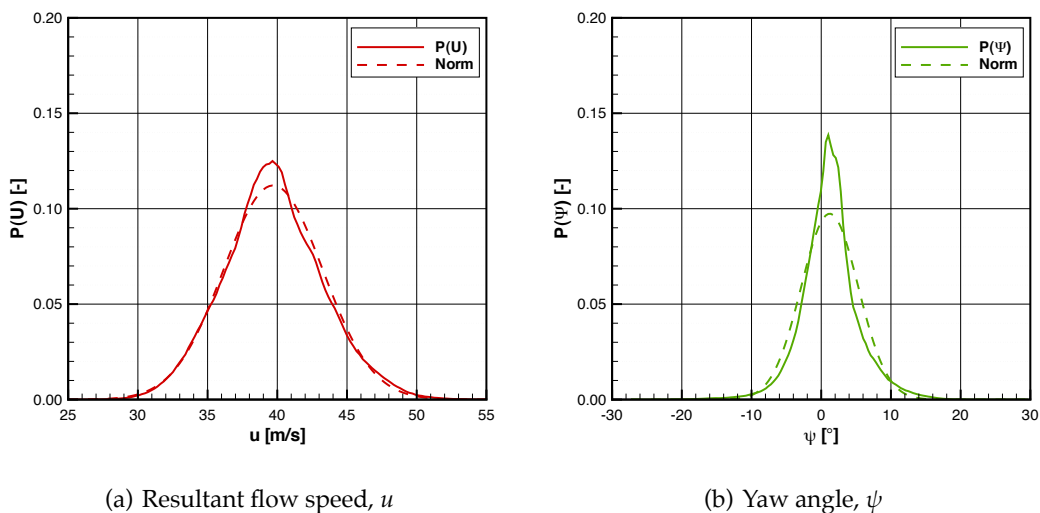 0.20
0.15
0.10
0.05
0.00
P(U) [-]
25 30 35 40 45 50 55
u [m/s]
P(U)
Norm
0.20
0.15
0.10
0.05
0.00
P(Ψ) [-]
-30 -20 -10 0 10 20 30
ψ [°]
P(Ψ)
Norm
(a) Resultant flow speed, u
(b) Yaw angle, ψ